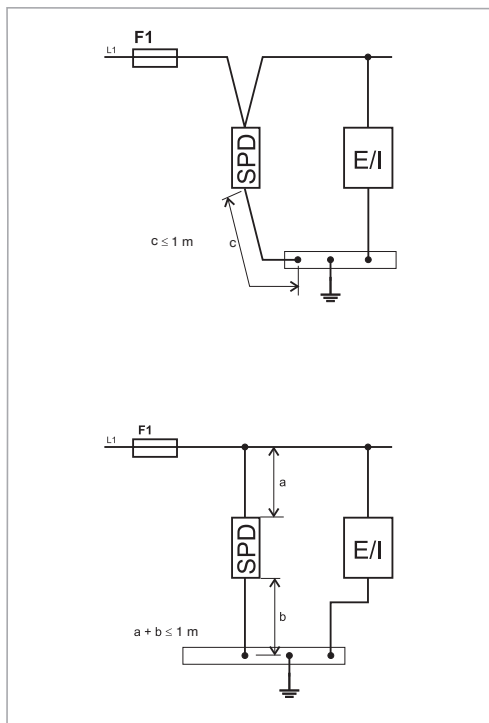 F1
L1
SPD
E/I
c ≤ 1 m
c
F1
L1
a
SPD
E/I
b
a + b ≤ 1 m